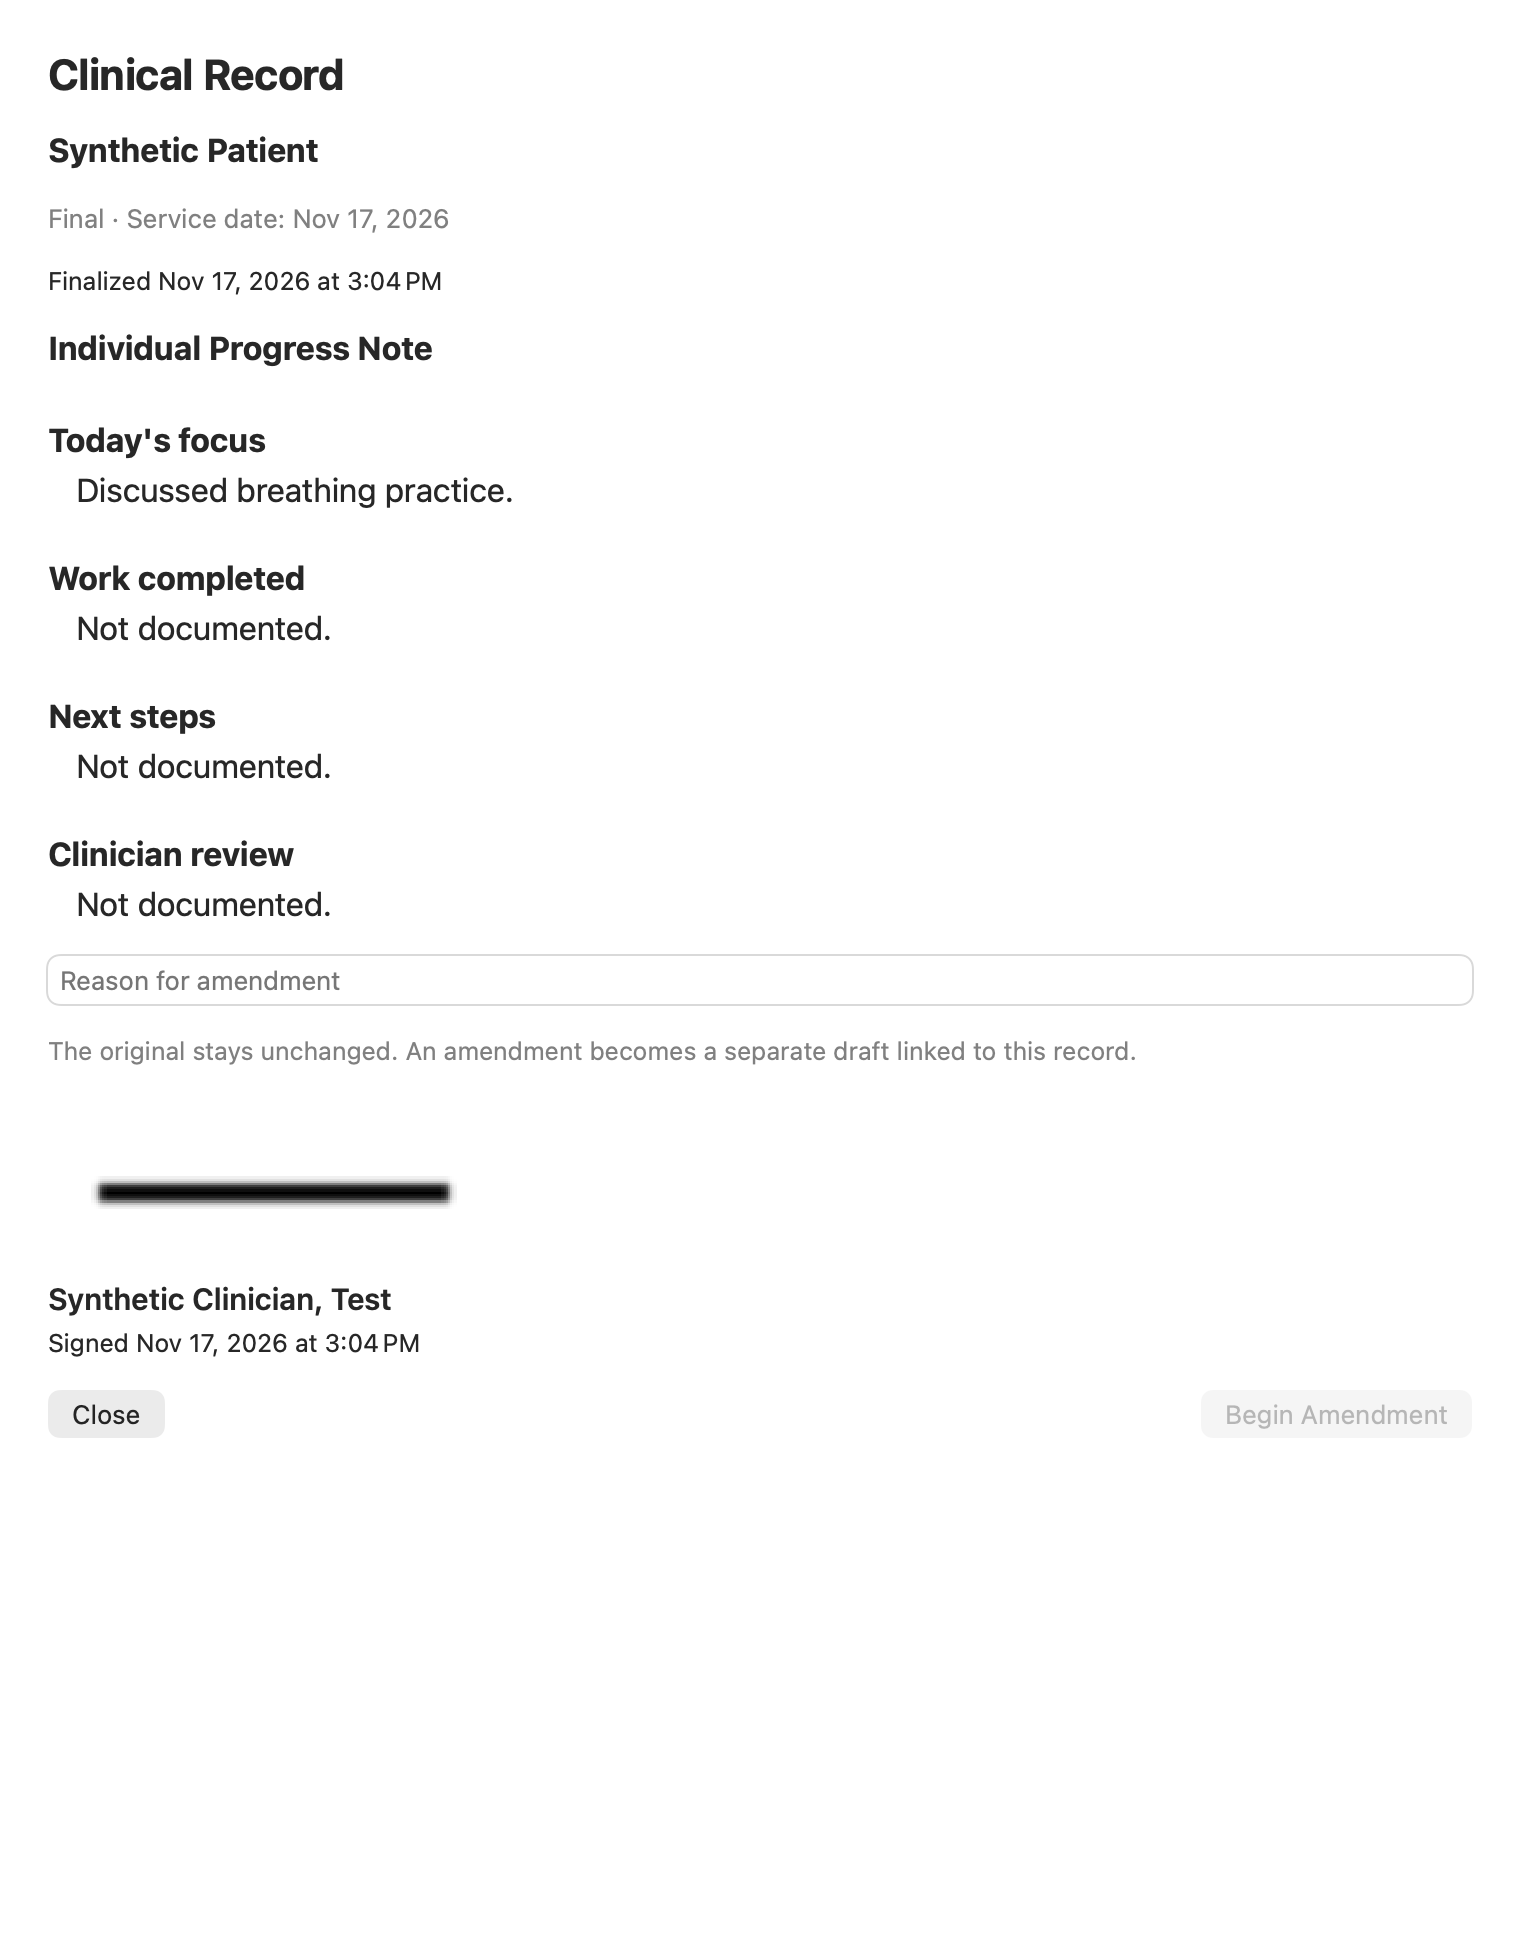 Clinical Record
Synthetic Patient
Final · Service date: Nov 17, 2026
Finalized Nov 17, 2026 at 3:04 PM
Individual Progress Note
Today's focus
Discussed breathing practice.
Work completed
Not documented.
Next steps
Not documented.
Clinician review
Not documented.
Reason for amendment
The original stays unchanged. An amendment becomes a separate draft linked to this record.
Synthetic Clinician, Test
Signed Nov 17, 2026 at 3:04 PM
Close
Begin Amendment